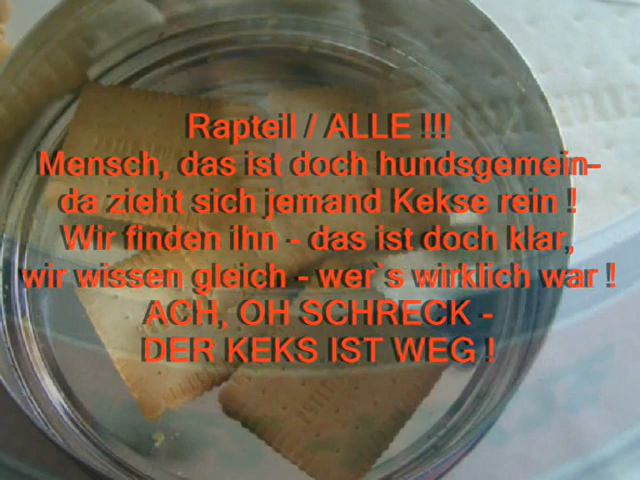 Rapteil / ALLE !!!
Mensch, das ist doch hundsgemein-
da zieht sich jemand Kekse rein !
Wir finden ihn - das ist doch klar,
wir wissen gleich - wer`s wirklich war !
ACH, OH SCHRECK -
DER KEKS IST WEG !